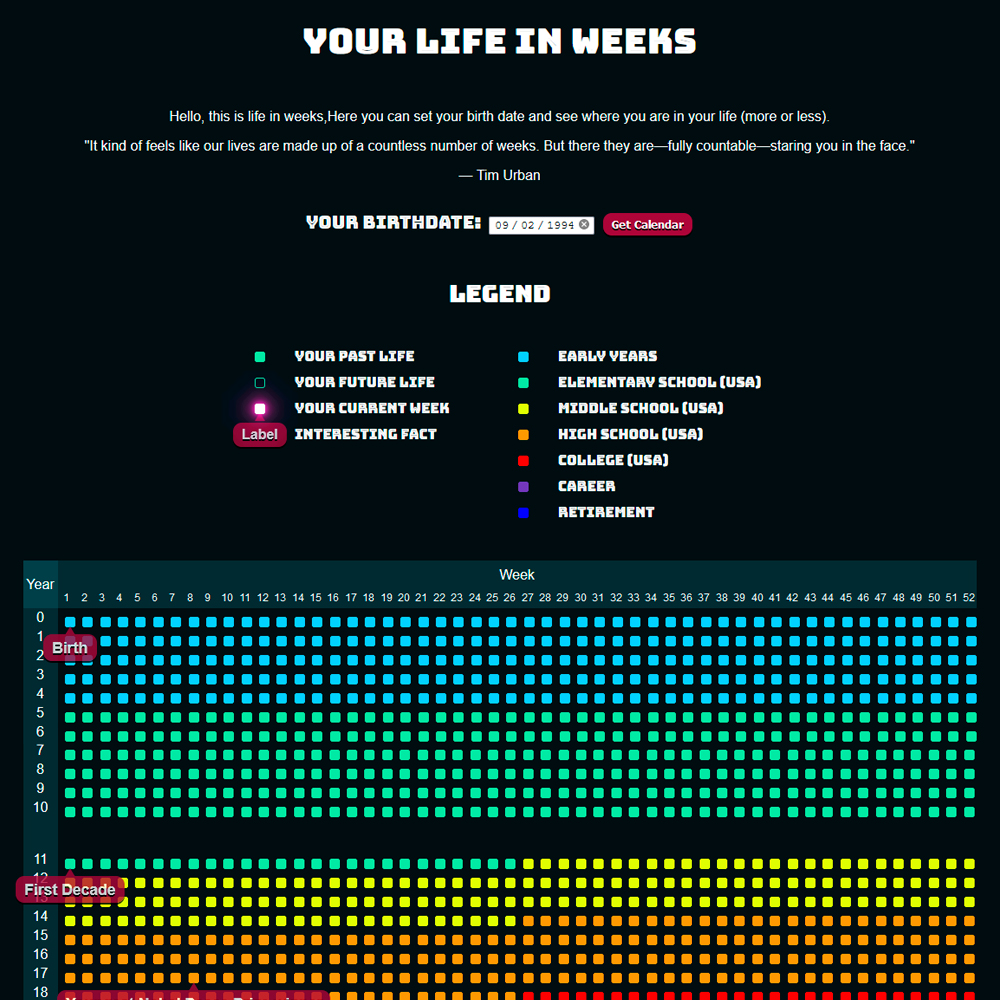 YOUR LIFE IN WEEKS
Hello, this is life in weeks,Here you can set your birth date and see where you are in your life (more or less).
"It kind of feels like our lives are made up of a countless number of weeks. But there they are—fully countable—staring you in the face."
— Tim Urban
YOUR BIRTHDATE: 09 / 02 / 1994 Get Calendar
LEGEND
YOUR PAST LIFE
YOUR FUTURE LIFE
YOUR CURRENT WEEK
Label INTERESTING FACT
EARLY YEARS
ELEMENTARY SCHOOL (USA)
MIDDLE SCHOOL (USA)
HIGH SCHOOL (USA)
COLLEGE (USA)
CAREER
RETIREMENT
Year Week
1 2 3 4 5 6 7 8 9 10 11 12 13 14 15 16 17 18 19 20 21 22 23 24 25 26 27 28 29 30 31 32 33 34 35 36 37 38 39 40 41 42 43 44 45 46 47 48 49 50 51 52
0
1
Birth
2
3
4
5
6
7
8
9
10
11
12
First Decade
13
14
15
16
17
18